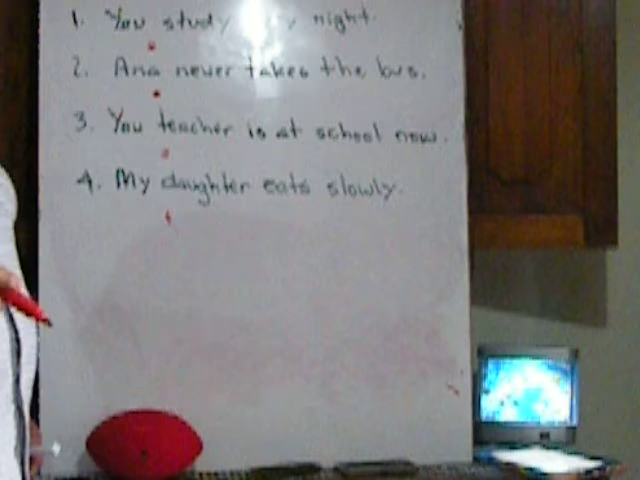 1. You study night.
2. Ana never takes the bus.
3. You teacher is at school now.
4. My daughter eats slowly.